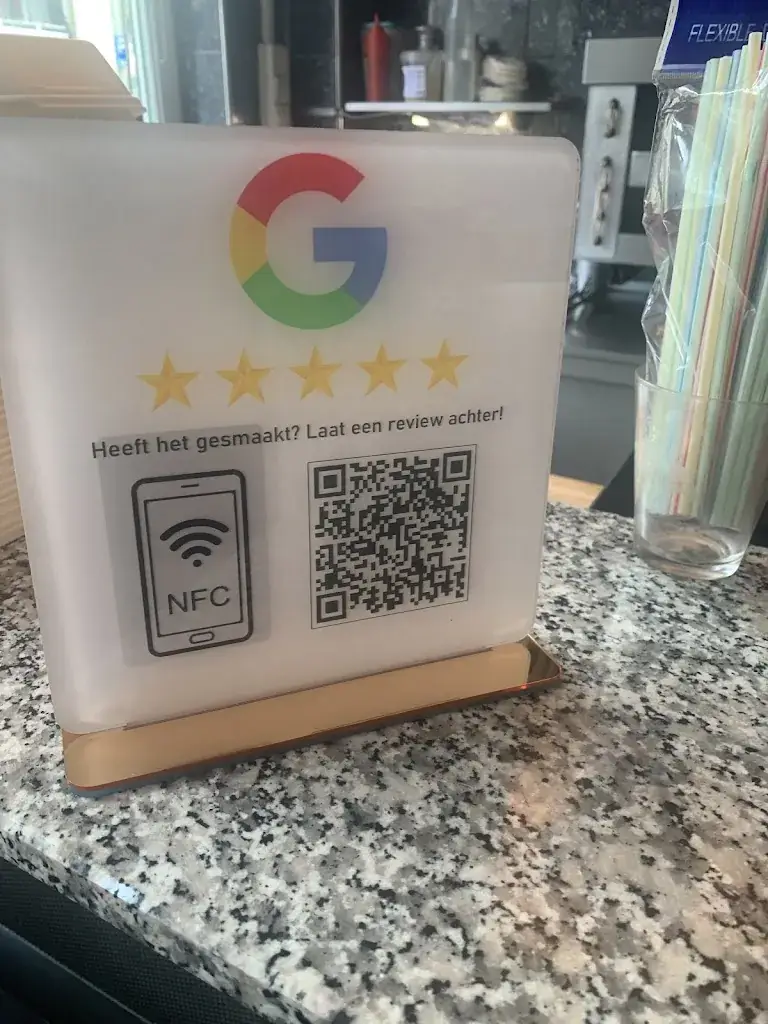 FLEXIBLE
G
Heeft het gesmaakt? Laat een review achter!
NFC